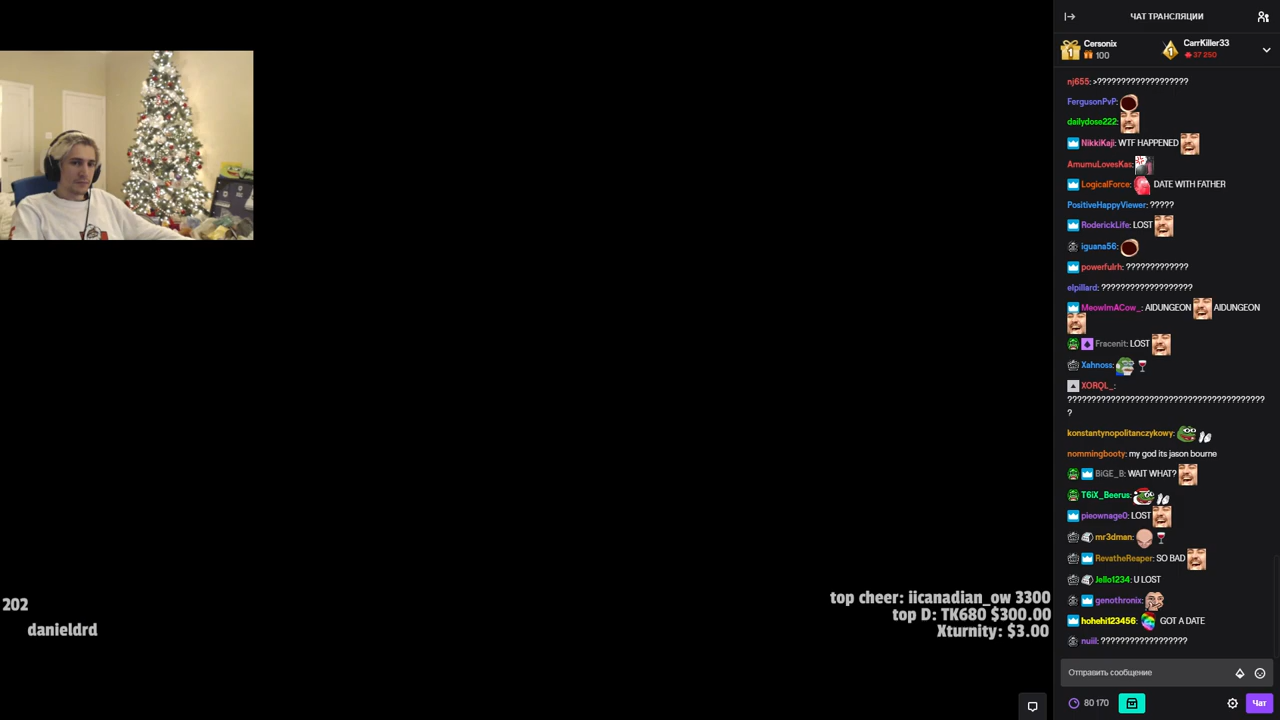 ЧАТ ТРАНСЛЯЦИИ
Cersonix
100
CarrKiller33
37 250
nj655: >???????????????????
FergusonPvP:
dailydose222:
NikkiKaji: WTF HAPPENED
AmumuLovesKas:
LogicalForce: DATE WITH FATHER
PositiveHappyViewer: ?????
RoderickLife: LOST
iguana56:
powerfulrh: ?????????????
elpillard: ???????????????????
MeowImACow_: AIDUNGEON AIDUNGEON
Fracenit: LOST
Xahnoss:
XORQL_:
?????????????????????????????????????????
?
konstantynopolitanczykowy:
nommingbooty: my god its jason bourne
BiGE_B: WAIT WHAT?
T6iX_Beerus:
pieownage0: LOST
mr3dman:
RevatheReaper: SO BAD
Jello1234: U LOST
genothronix:
hohehi123456: GOT A DATE
nuiil: ??????????????????
Отправить сообщение
80 170
Чат
202
danieldrd
top cheer: iicanadian_ow 3300
top D: TK680 $300.00
Xturnity: $3.00